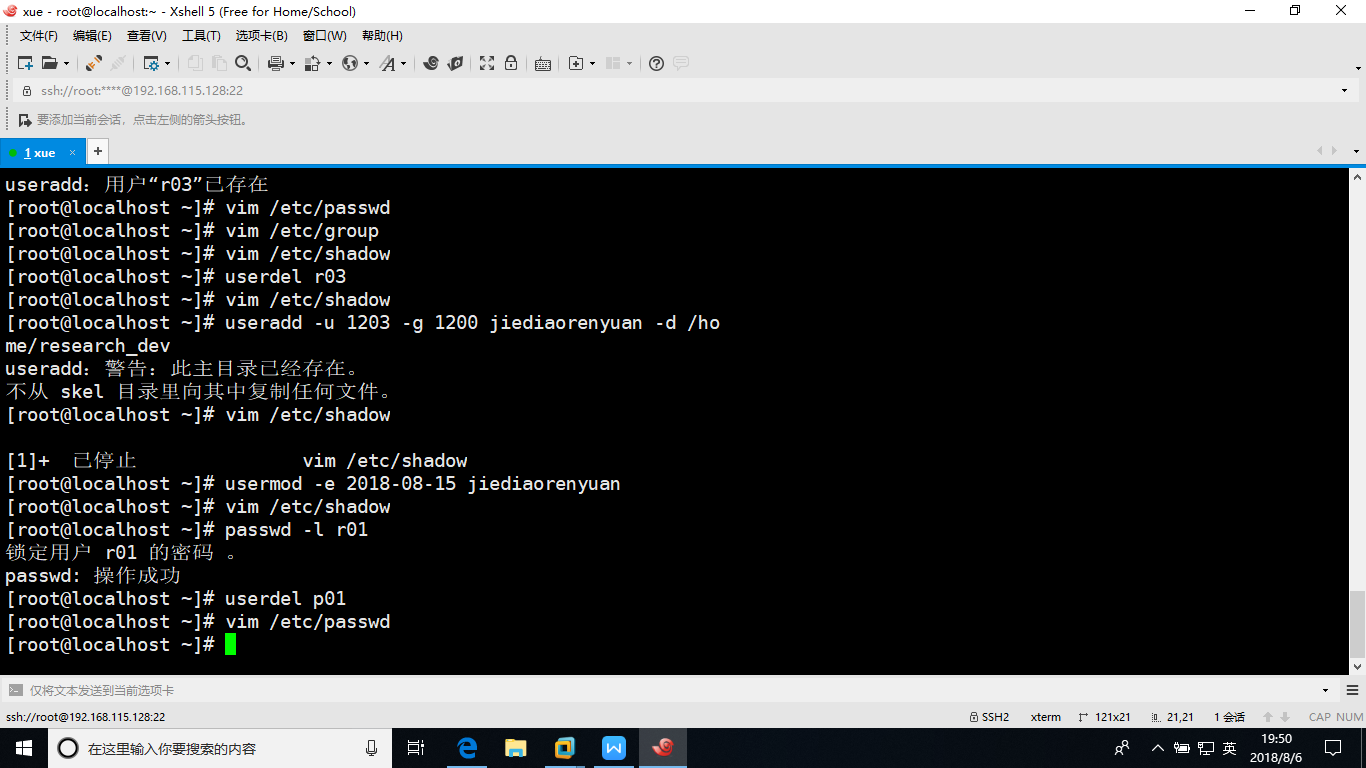 xue - root@localhost:~ - Xshell 5 (Free for Home/School)
文件(F) 编辑(E) 查看(V) 工具(T) 选项卡(B) 窗口(W) 帮助(H)
ssh://root:****@192.168.115.128:22
要添加当前会话，点击左侧的箭头按钮。
1 xue × +
useradd：用户“r03”已存在
[root@localhost ~]# vim /etc/passwd
[root@localhost ~]# vim /etc/group
[root@localhost ~]# vim /etc/shadow
[root@localhost ~]# userdel r03
[root@localhost ~]# vim /etc/shadow
[root@localhost ~]# useradd -u 1203 -g 1200 jiediaorenyuan -d /ho
me/research_dev
useradd：警告：此主目录已经存在。
不从 skel 目录里向其中复制任何文件。
[root@localhost ~]# vim /etc/shadow
[1]+  已停止               vim /etc/shadow
[root@localhost ~]# usermod -e 2018-08-15 jiediaorenyuan
[root@localhost ~]# vim /etc/shadow
[root@localhost ~]# passwd -l r01
锁定用户 r01 的密码 。
passwd: 操作成功
[root@localhost ~]# userdel p01
[root@localhost ~]# vim /etc/passwd
[root@localhost ~]#
仅将文本发送到当前选项卡
ssh://root@192.168.115.128:22 SSH2 xterm 121x21 21,21 1 会话 CAP NUM
在这里输入你要搜索的内容
英
19:50
2018/8/6